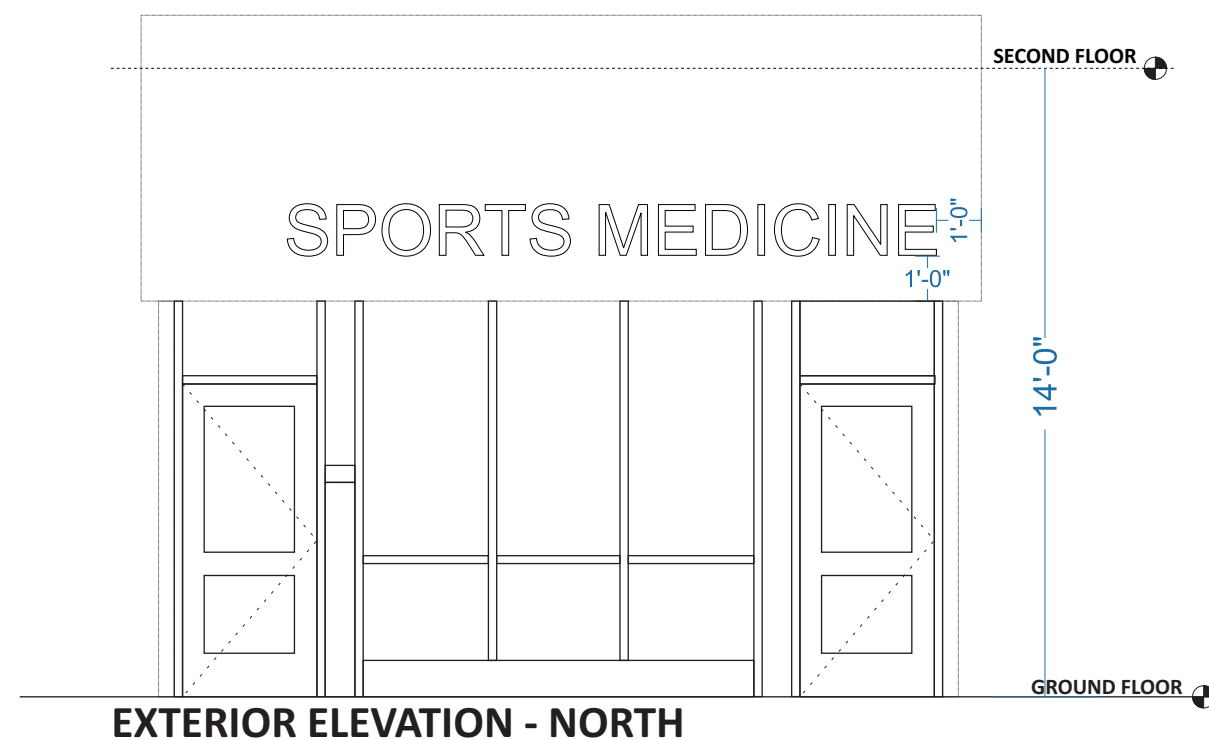 SECOND FLOOR
SPORTS MEDICINE
1'-0"
1'-0"
14'-0"
GROUND FLOOR
EXTERIOR ELEVATION - NORTH